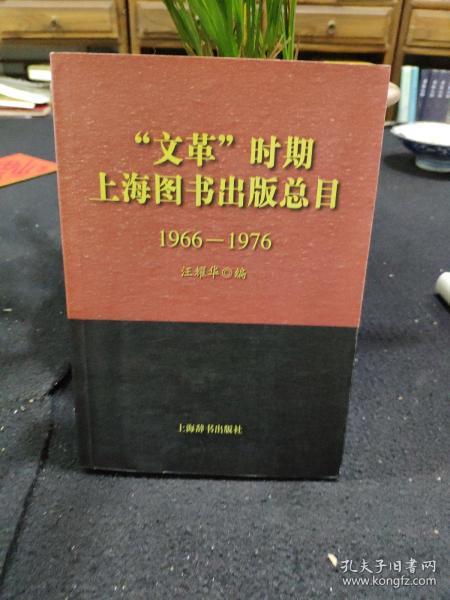 “文革”时期
上海图书出版总目
1966—1976
汪耀华◎编
上海辞书出版社
孔夫子旧书网
www.kongfz.com